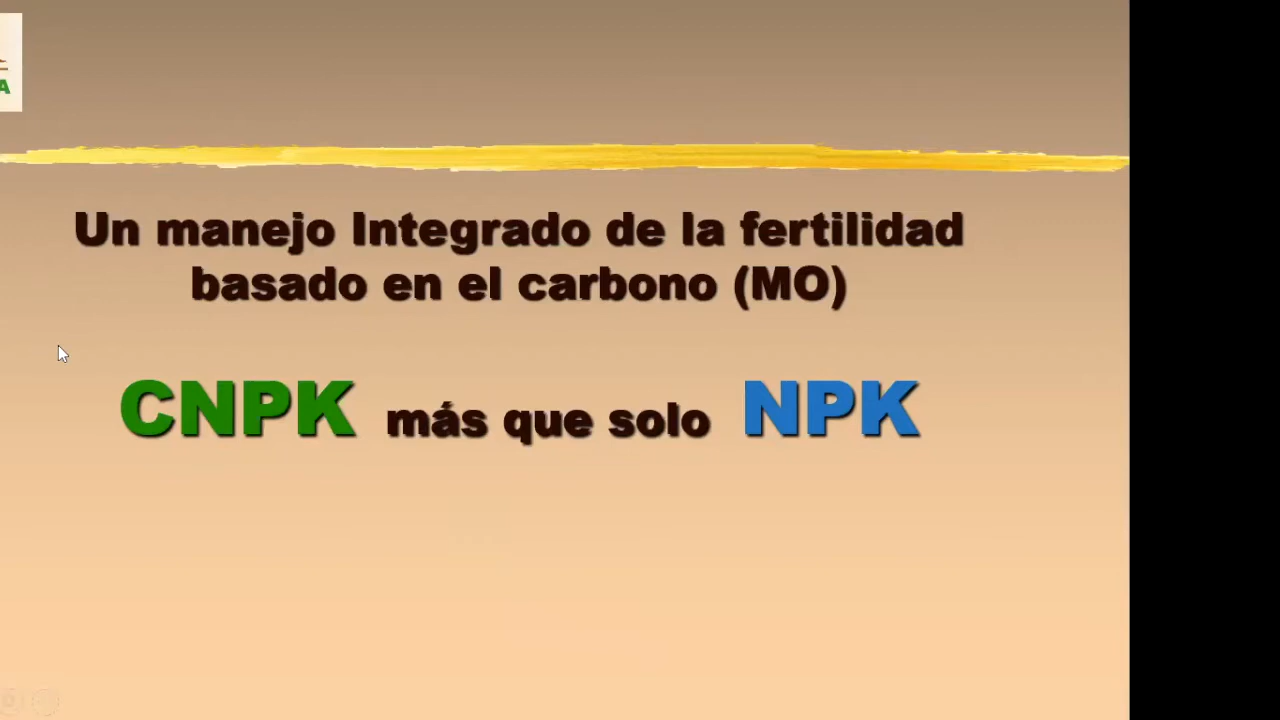 A
Un manejo Integrado de la fertilidad
basado en el carbono (MO)
CNPK más que solo NPK